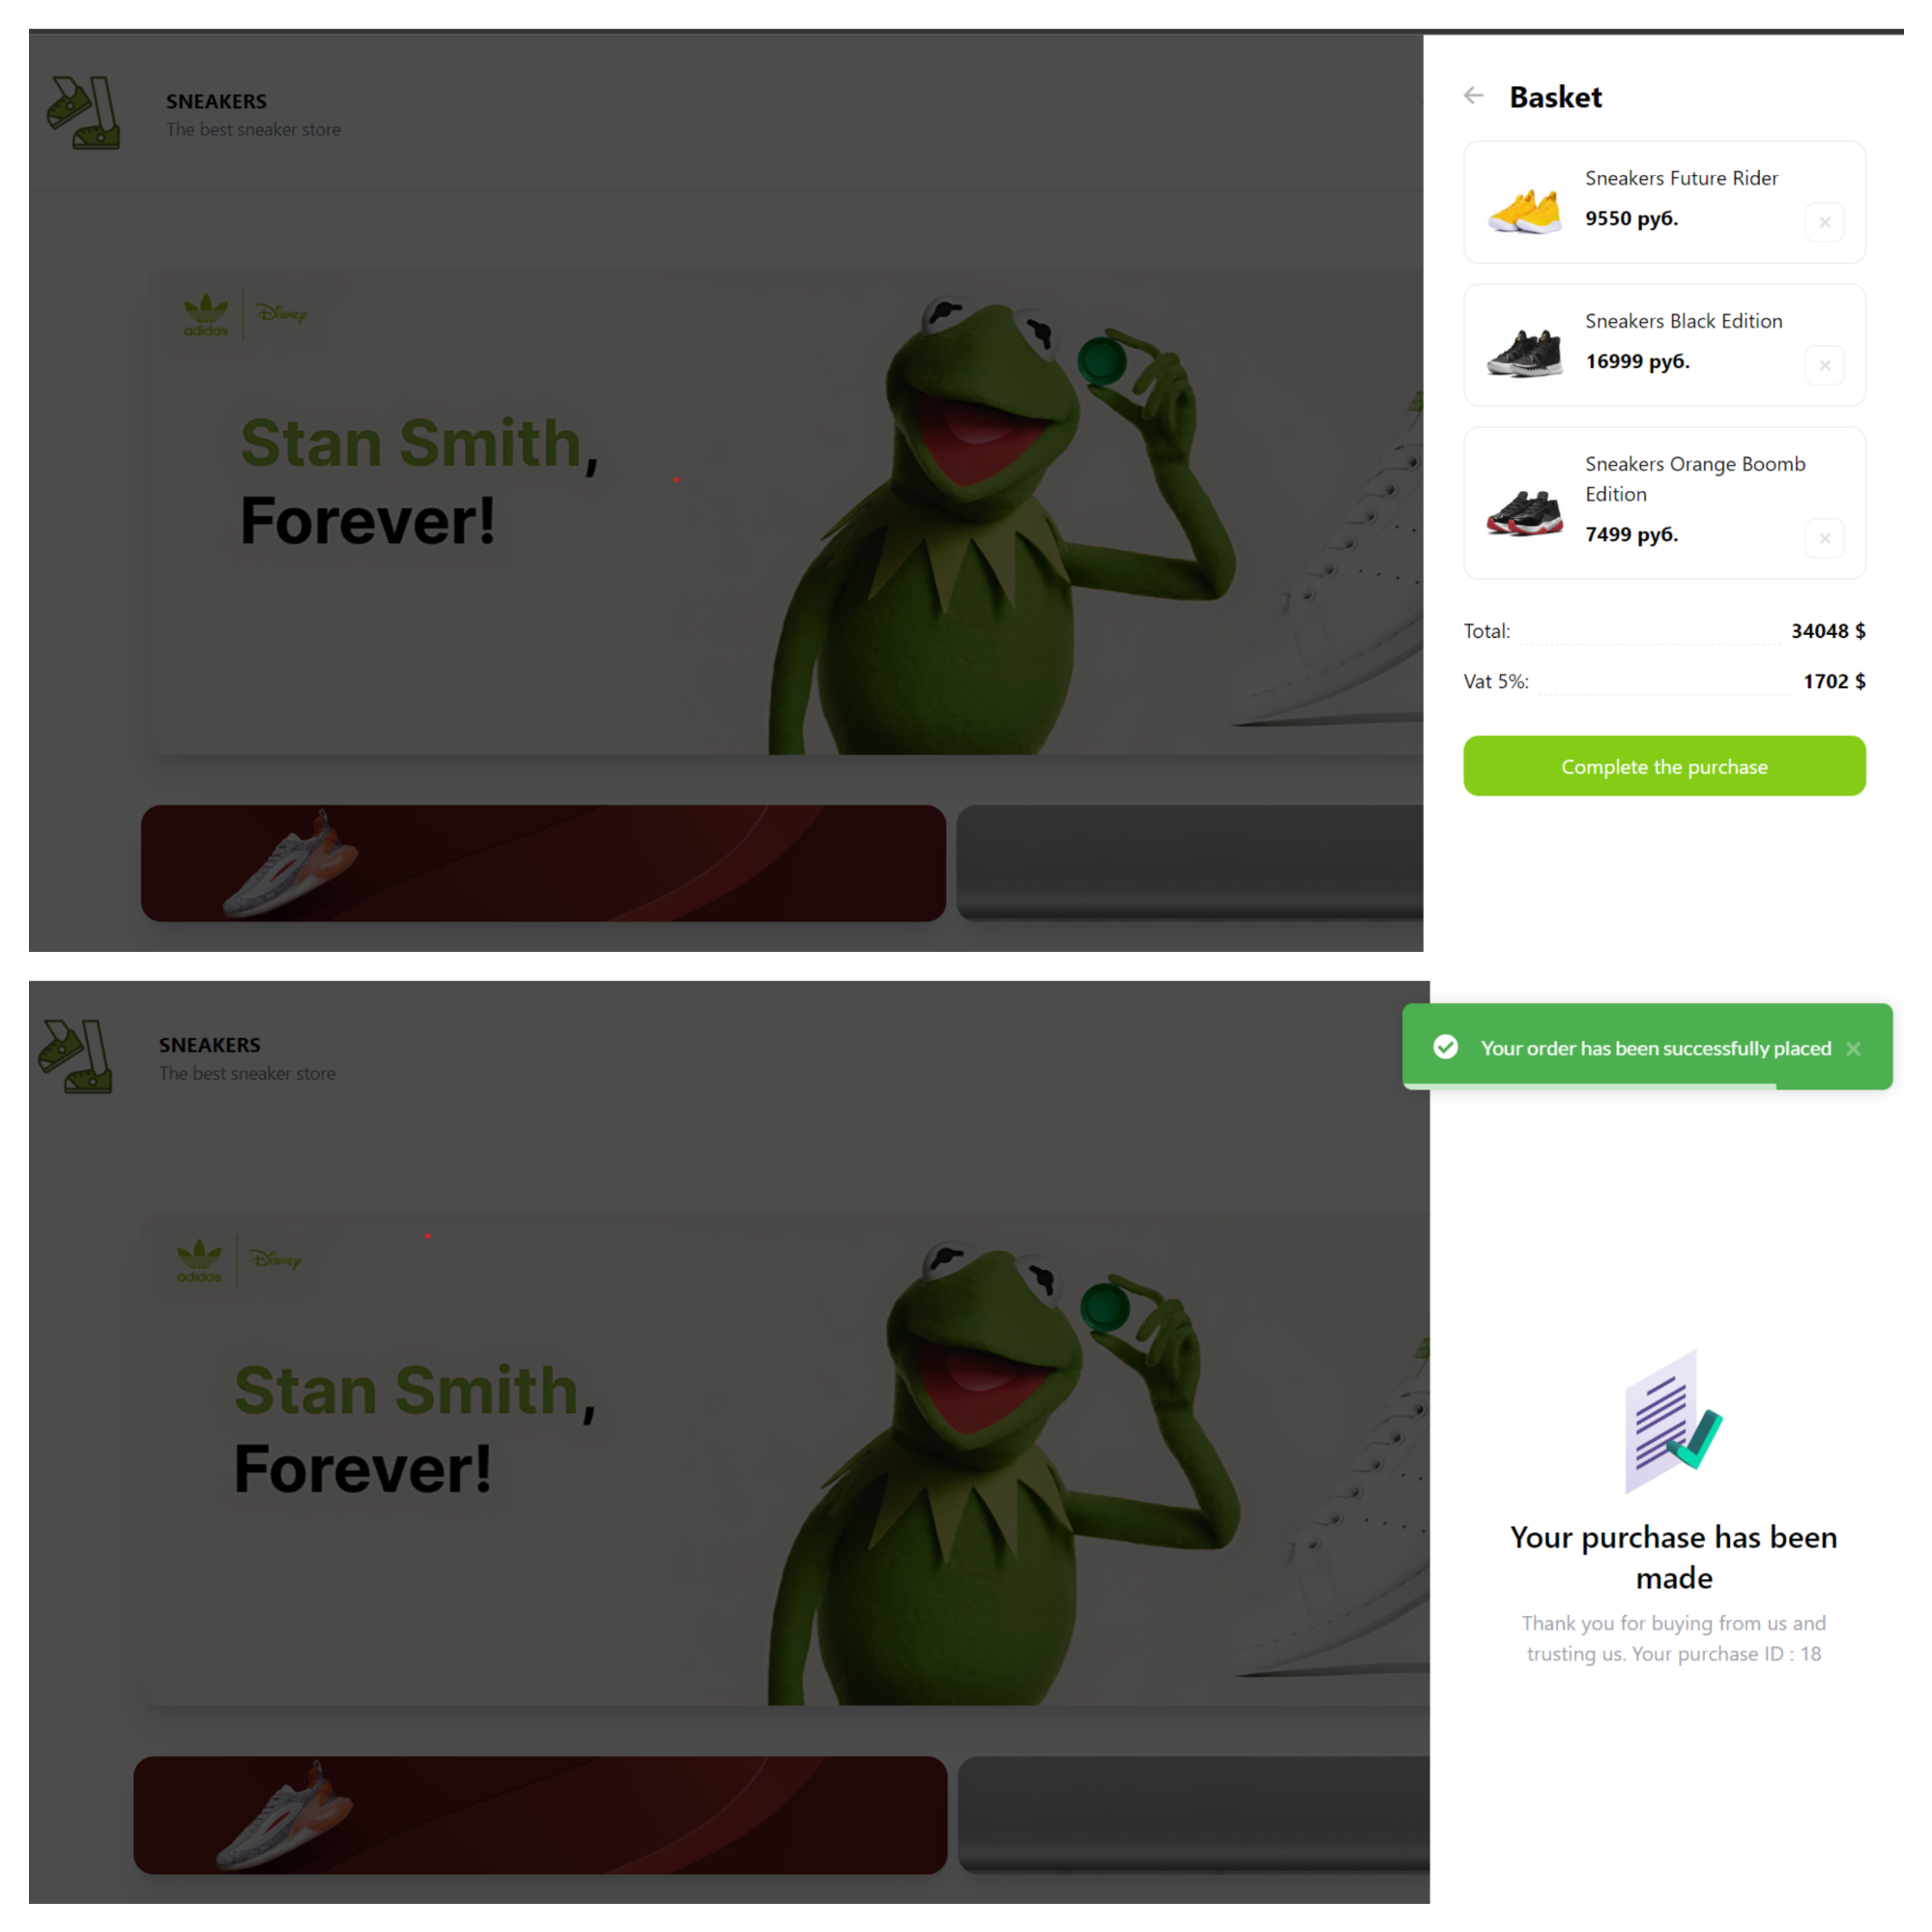 SNEAKERS
The best sneaker store
adidas
Disney
Stan Smith,
Forever!
Basket
Sneakers Future Rider
9550 руб.
Sneakers Black Edition
16999 руб.
Sneakers Orange Boomb
Edition
7499 руб.
Total: 34048 $
Vat 5%: 1702 $
Complete the purchase
SNEAKERS
The best sneaker store
adidas
Disney
Stan Smith,
Forever!
Your order has been successfully placed
Your purchase has been
made
Thank you for buying from us and
trusting us. Your purchase ID : 18